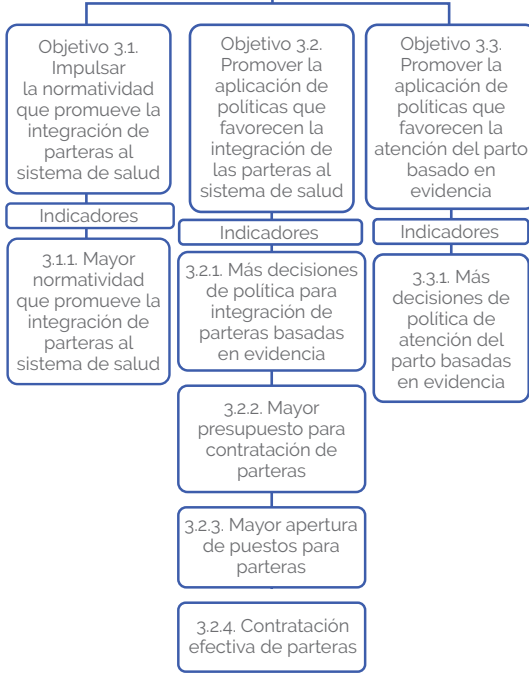 Objetivo 3.1.
Impulsar
la normatividad
que promueve la
integración de
parteras al
sistema de salud
Indicadores
3.1.1. Mayor
normatividad
que promueve la
integración de
parteras al
sistema de salud
Objetivo 3.2.
Promover la
aplicación de
políticas que
favorecen la
integración de
las parteras al
sistema de salud
Indicadores
3.2.1. Más decisiones
de política para
integración de
parteras basadas
en evidencia
3.2.2. Mayor
presupuesto para
contratación de
parteras
3.2.3. Mayor apertura
de puestos para
parteras
3.2.4. Contratación
efectiva de parteras
Objetivo 3.3.
Promover la
aplicación de
políticas que
favorecen la
atención del parto
basado en
evidencia
Indicadores
3.3.1. Más
decisiones de
política de
atención del
parto basadas
en evidencia